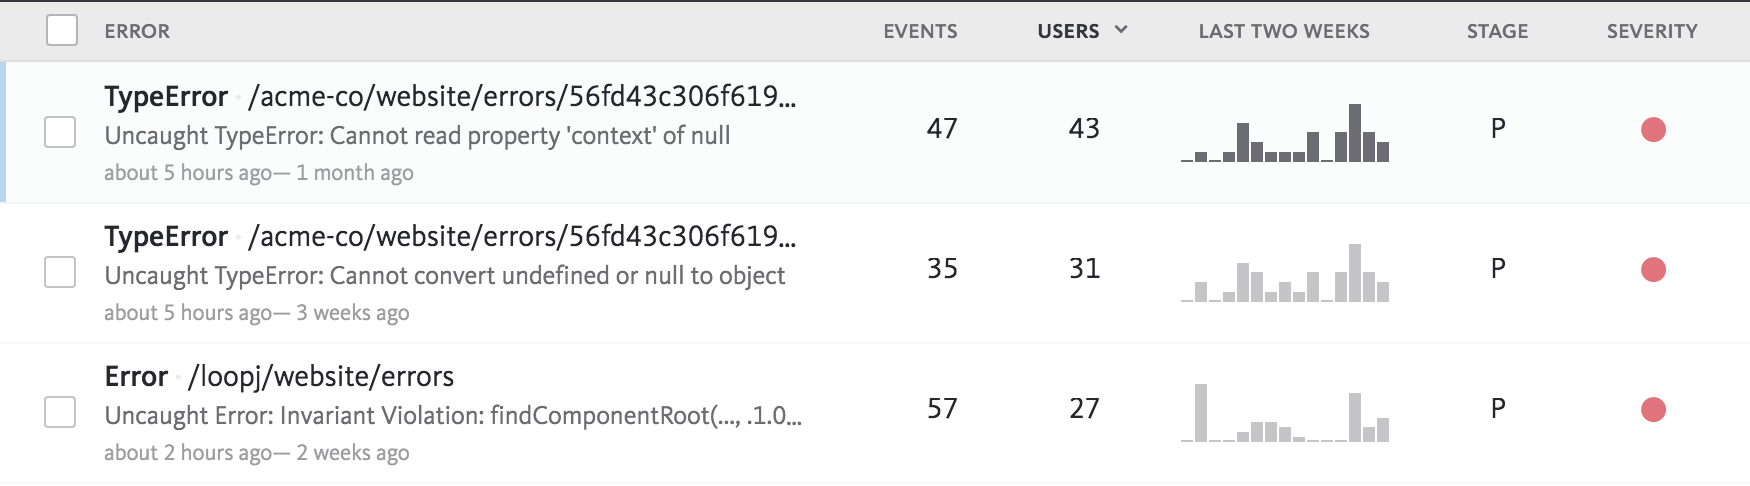 ERROR EVENTS USERS LAST TWO WEEKS STAGE SEVERITY
TypeError · /acme-co/website/errors/56fd43c306f619...
Uncaught TypeError: Cannot read property 'context' of null
about 5 hours ago— 1 month ago
47 43 P
TypeError · /acme-co/website/errors/56fd43c306f619...
Uncaught TypeError: Cannot convert undefined or null to object
about 5 hours ago— 3 weeks ago
35 31 P
Error · /loopj/website/errors
Uncaught Error: Invariant Violation: findComponentRoot(..., .1.0...
about 2 hours ago— 2 weeks ago
57 27 P